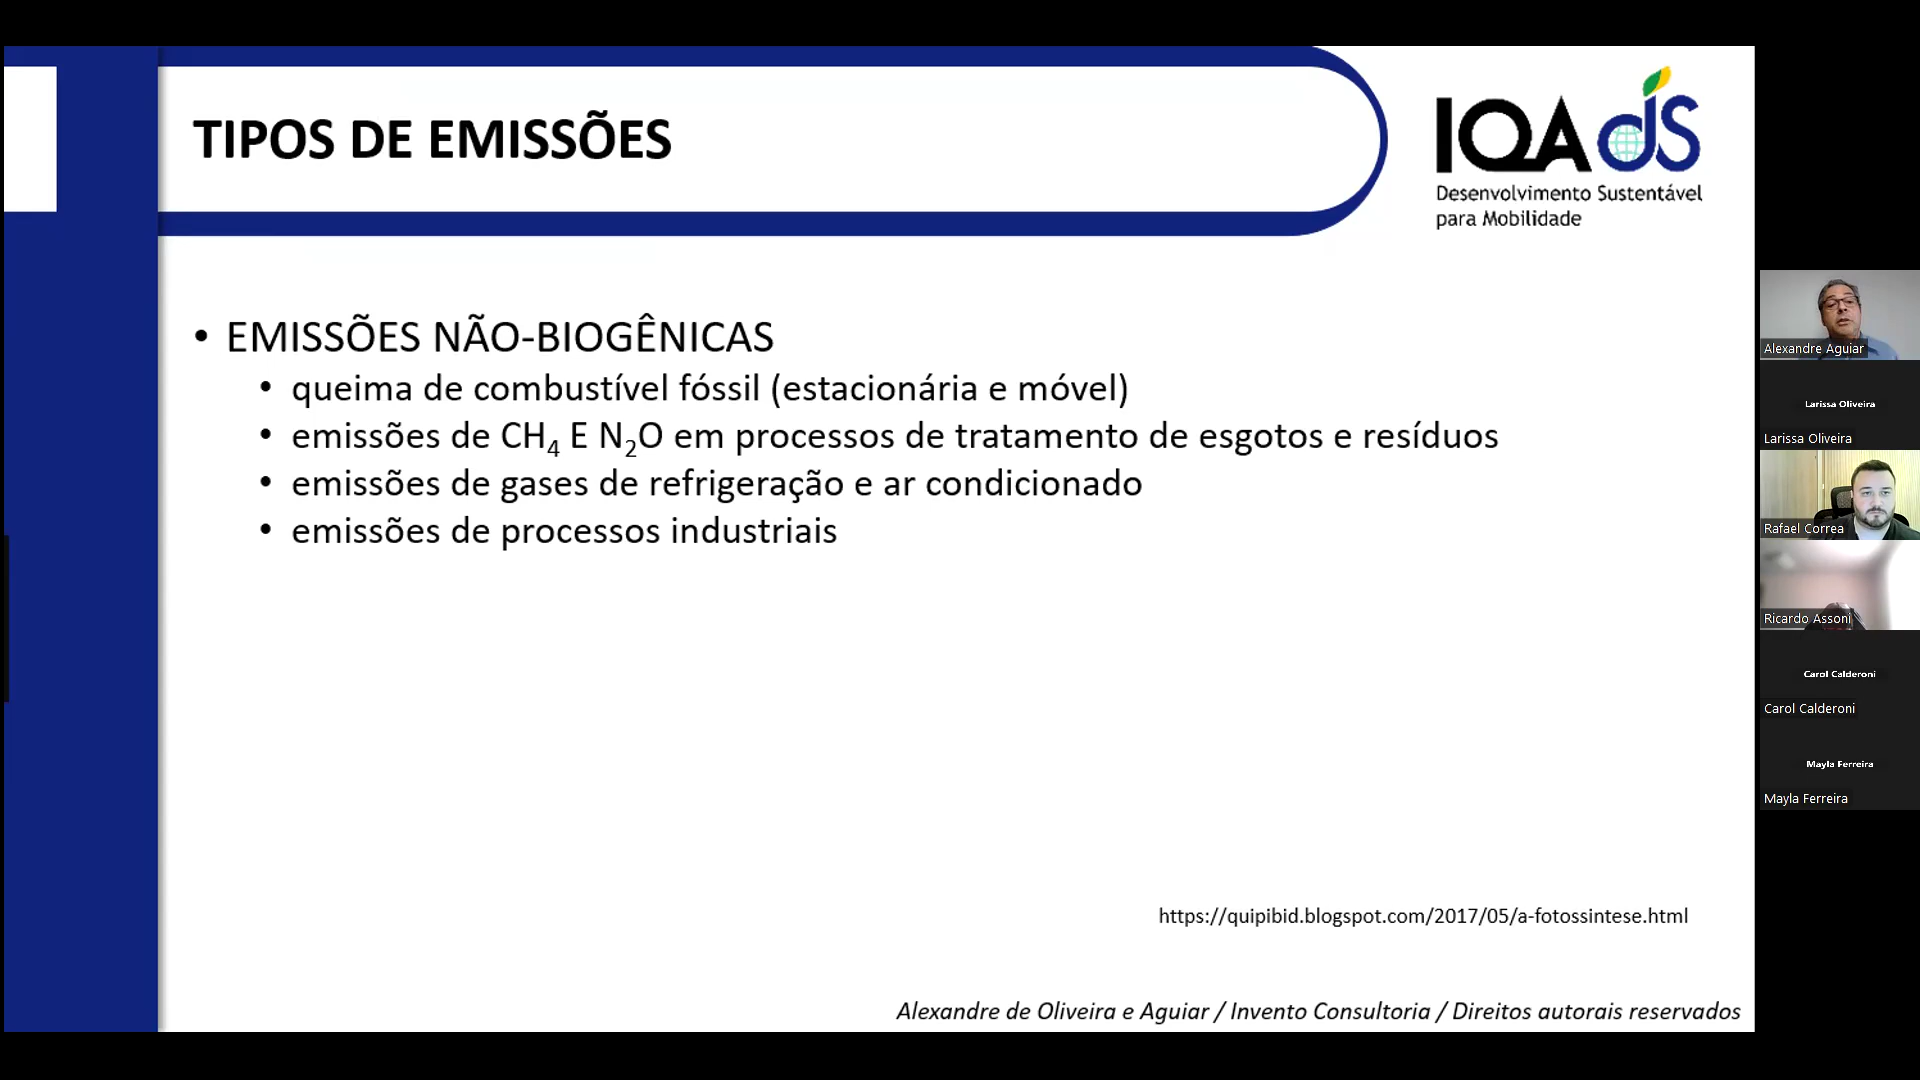 TIPOS DE EMISSÕES
IQA dS
Desenvolvimento Sustentável
para Mobilidade
• EMISSÕES NÃO-BIOGÊNICAS
• queima de combustível fóssil (estacionária e móvel)
• emissões de CH₄ E N₂O em processos de tratamento de esgotos e resíduos
• emissões de gases de refrigeração e ar condicionado
• emissões de processos industriais
https://quipibid.blogspot.com/2017/05/a-fotossintese.html
Alexandre de Oliveira e Aguiar / Invento Consultoria / Direitos autorais reservados
Alexandre Aguiar
Larissa Oliveira
Larissa Oliveira
Rafael Correa
Ricardo Assoni
Carol Calderoni
Carol Calderoni
Mayla Ferreira
Mayla Ferreira